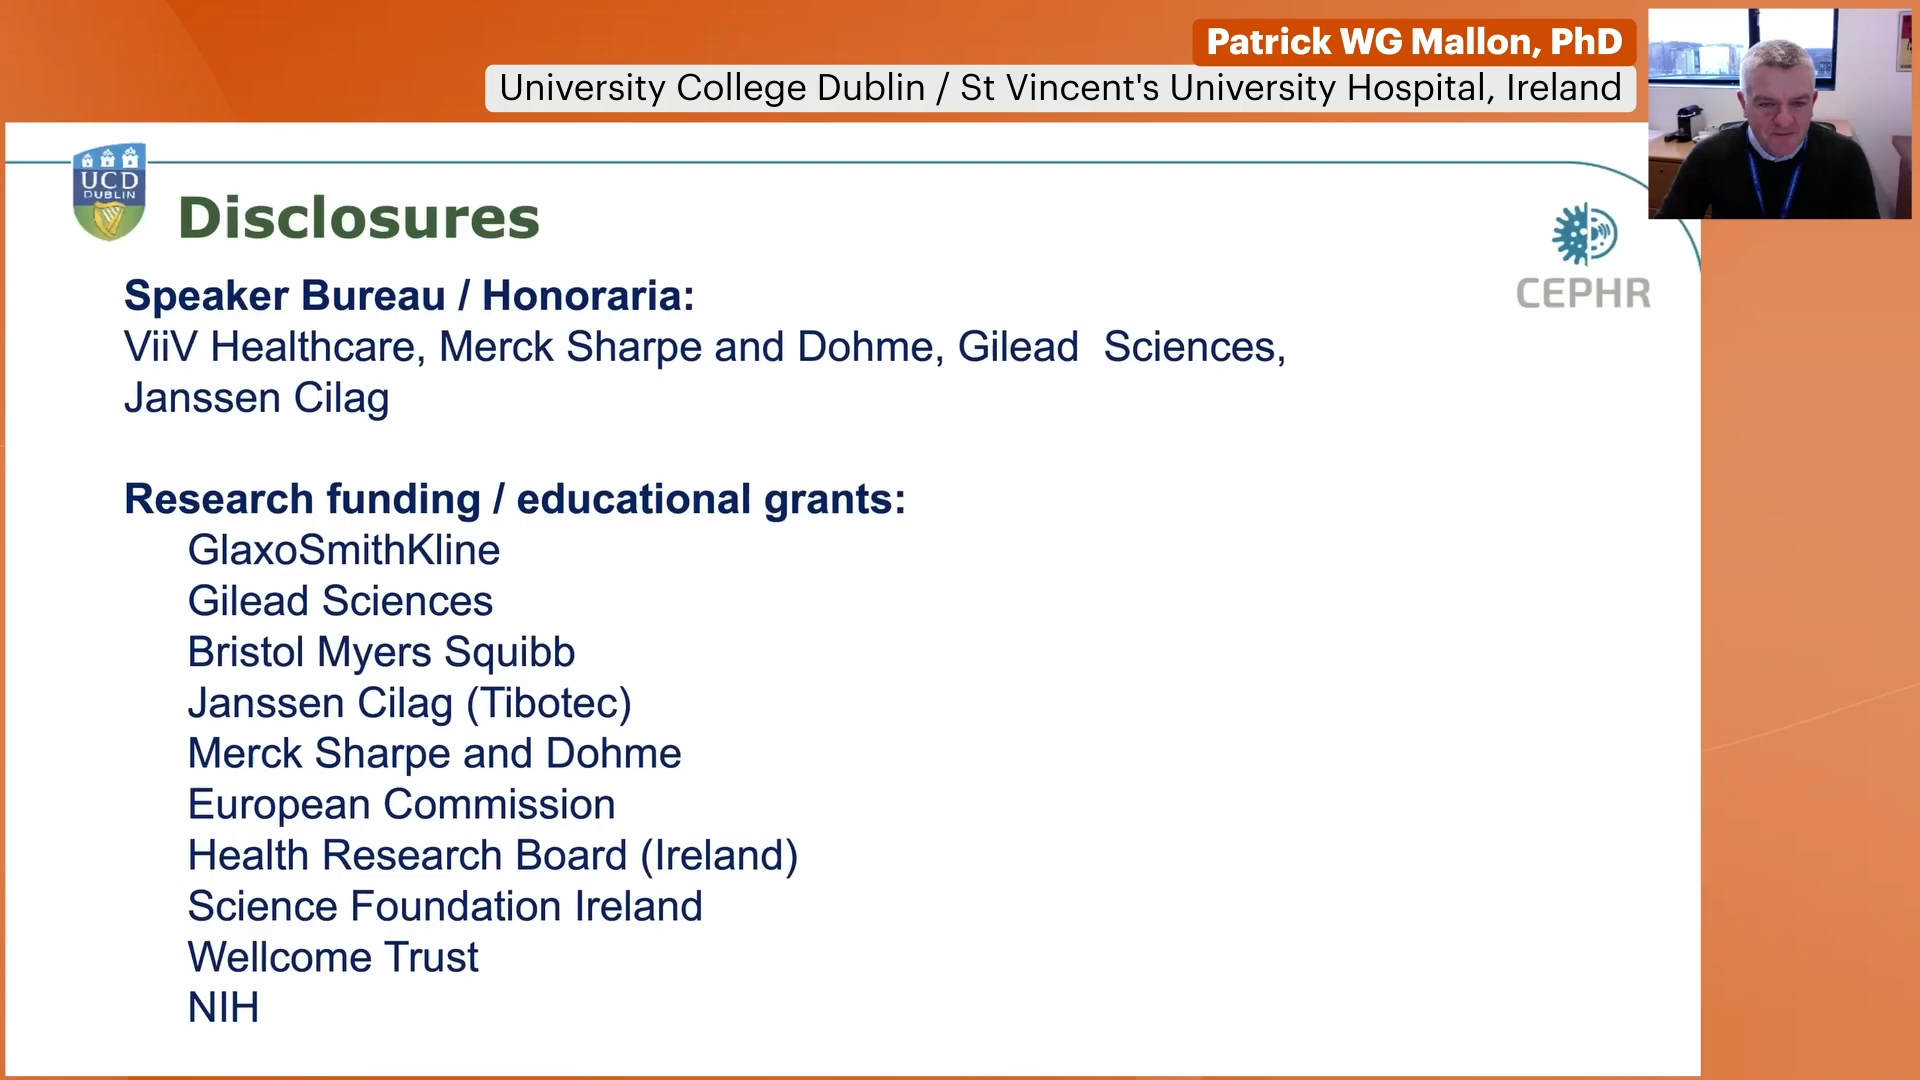 Patrick WG Mallon, PhD
University College Dublin / St Vincent's University Hospital, Ireland
UCD
DUBLIN
Disclosures
CEPHR
Speaker Bureau / Honoraria:
ViiV Healthcare, Merck Sharpe and Dohme, Gilead Sciences,
Janssen Cilag
Research funding / educational grants:
GlaxoSmithKline
Gilead Sciences
Bristol Myers Squibb
Janssen Cilag (Tibotec)
Merck Sharpe and Dohme
European Commission
Health Research Board (Ireland)
Science Foundation Ireland
Wellcome Trust
NIH